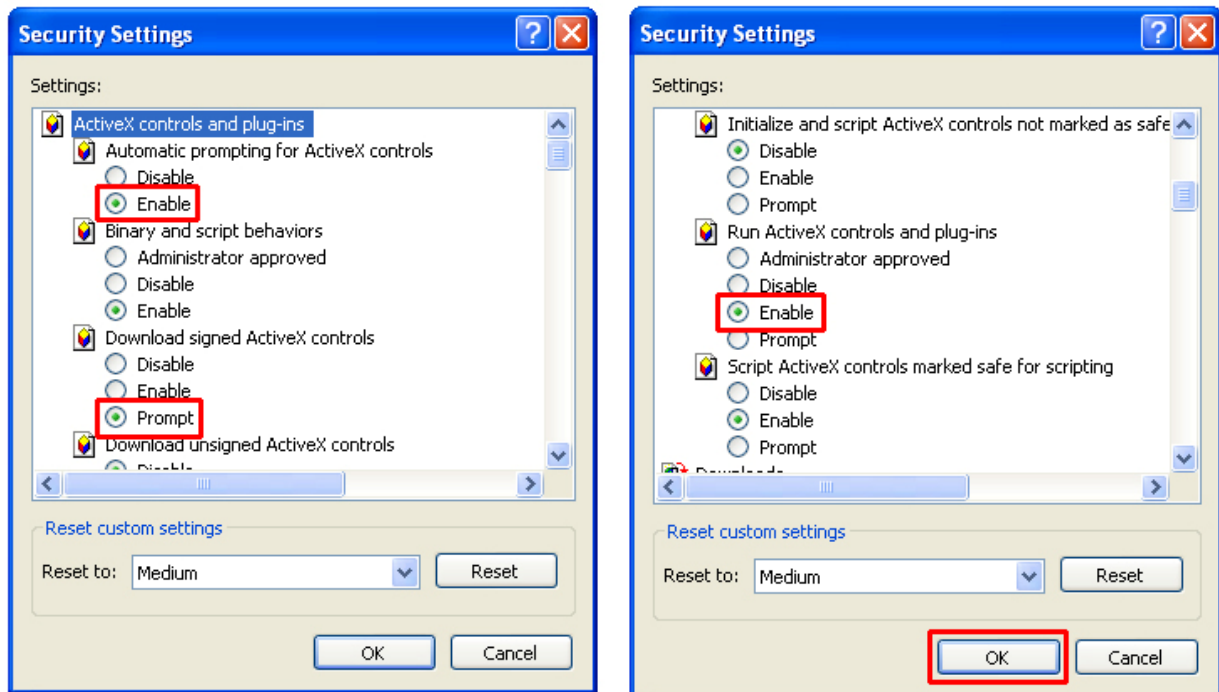 Security Settings
Settings:
ActiveX controls and plug-ins
Automatic prompting for ActiveX controls
Disable
Enable
Binary and script behaviors
Administrator approved
Disable
Enable
Download signed ActiveX controls
Disable
Enable
Prompt
Download unsigned ActiveX controls
Disable
Reset custom settings
Reset to: Medium Reset
OK Cancel
Security Settings
Settings:
Initialize and script ActiveX controls not marked as safe
Disable
Enable
Prompt
Run ActiveX controls and plug-ins
Administrator approved
Disable
Enable
Prompt
Script ActiveX controls marked safe for scripting
Disable
Enable
Prompt
Downloads
Reset custom settings
Reset to: Medium Reset
OK Cancel